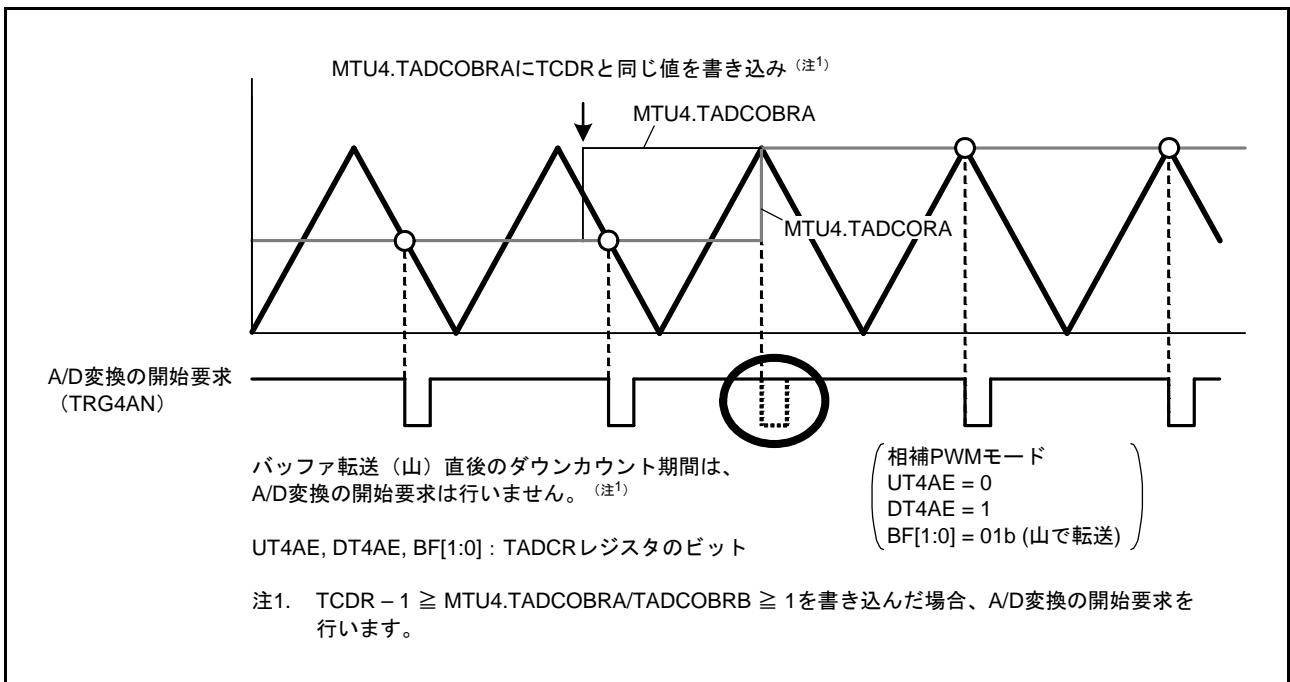 MTU4.TADCOBRAにTCDRと同じ値を書き込み（注1）
MTU4.TADCOBRA
MTU4.TADCORA
A/D変換の開始要求
（TRG4AN）
バッファ転送（山）直後のダウンカウント期間は、
A/D変換の開始要求は行いません。（注1）
相補PWMモード
UT4AE = 0
DT4AE = 1
BF[1:0] = 01b (山で転送)
UT4AE, DT4AE, BF[1:0]：TADCRレジスタのビット
注1. TCDR – 1 ≧ MTU4.TADCOBRA/TADCOBRB ≧ 1を書き込んだ場合、A/D変換の開始要求を
行います。